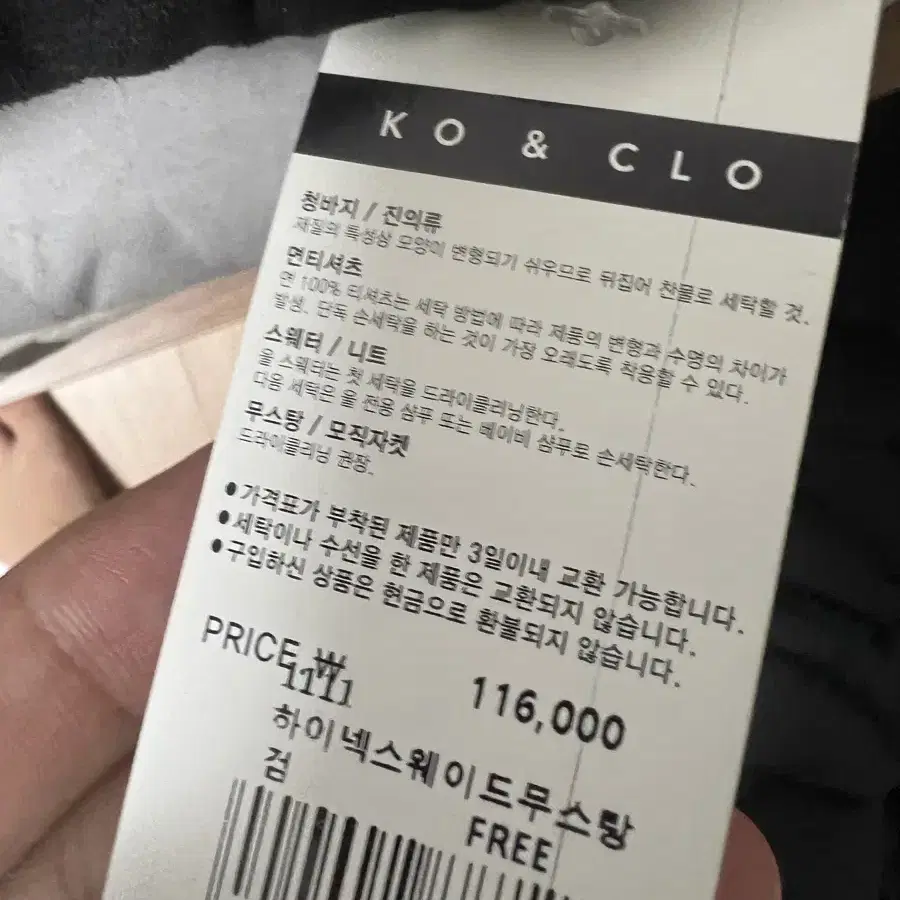 KO & CLO
청바지 / 진의류
재질의 특성상 모양이 변형되기 쉬우므로 뒤집어 찬물로 세탁할 것.
면티셔츠
면 100% 티셔츠는 세탁 방법에 따라 제품의 변형과 수명의 차이가
발생. 단독 손세탁을 하는 것이 가장 오래도록 착용할 수 있다.
스웨터 / 니트
울 스웨터는 첫 세탁을 드라이클리닝한다.
다음 세탁은 울 전용 샴푸 또는 베이비 샴푸로 손세탁한다.
무스탕 / 모직자켓
드라이클리닝 권장.
●가격표가 부착된 제품만 3일이내 교환 가능합니다.
●세탁이나 수선을 한 제품은 교환되지 않습니다.
●구입하신 상품은 현금으로 환불되지 않습니다.
PRICE ₩ 116,000
1111
하이넥스웨이드무스탕
검
FREE